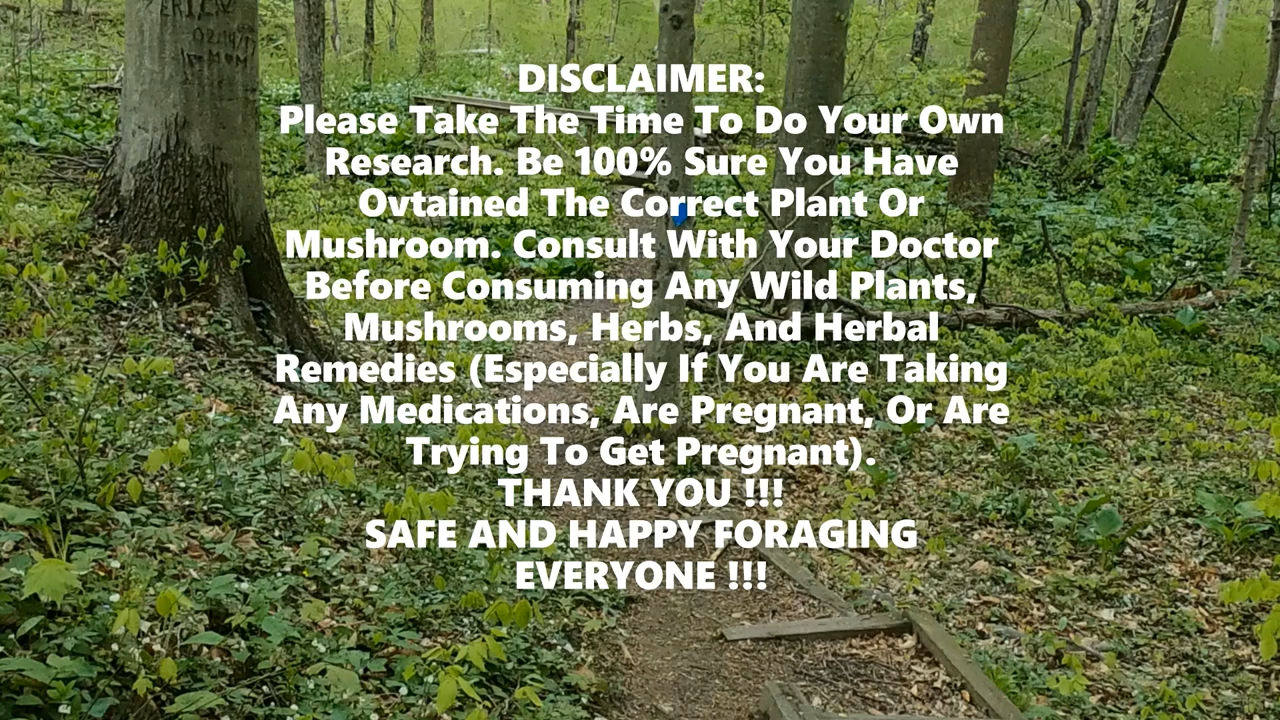 DISCLAIMER:
Please Take The Time To Do Your Own
Research. Be 100% Sure You Have
Ovtained The Correct Plant Or
Mushroom. Consult With Your Doctor
Before Consuming Any Wild Plants,
Mushrooms, Herbs, And Herbal
Remedies (Especially If You Are Taking
Any Medications, Are Pregnant, Or Are
Trying To Get Pregnant).
THANK YOU !!!
SAFE AND HAPPY FORAGING
EVERYONE !!!